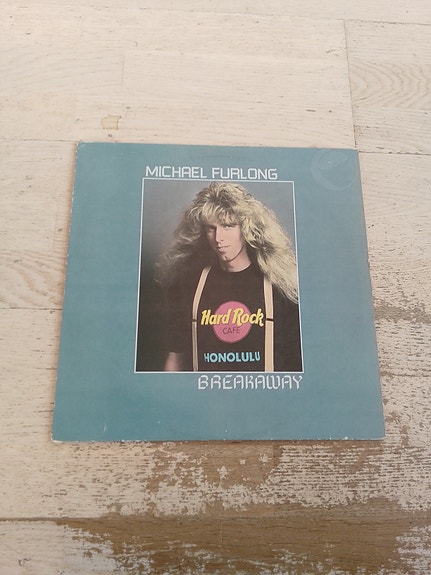 MICHAEL FURLONG
Hard Rock
CAFE
HONOLULU
BREAKAWAY